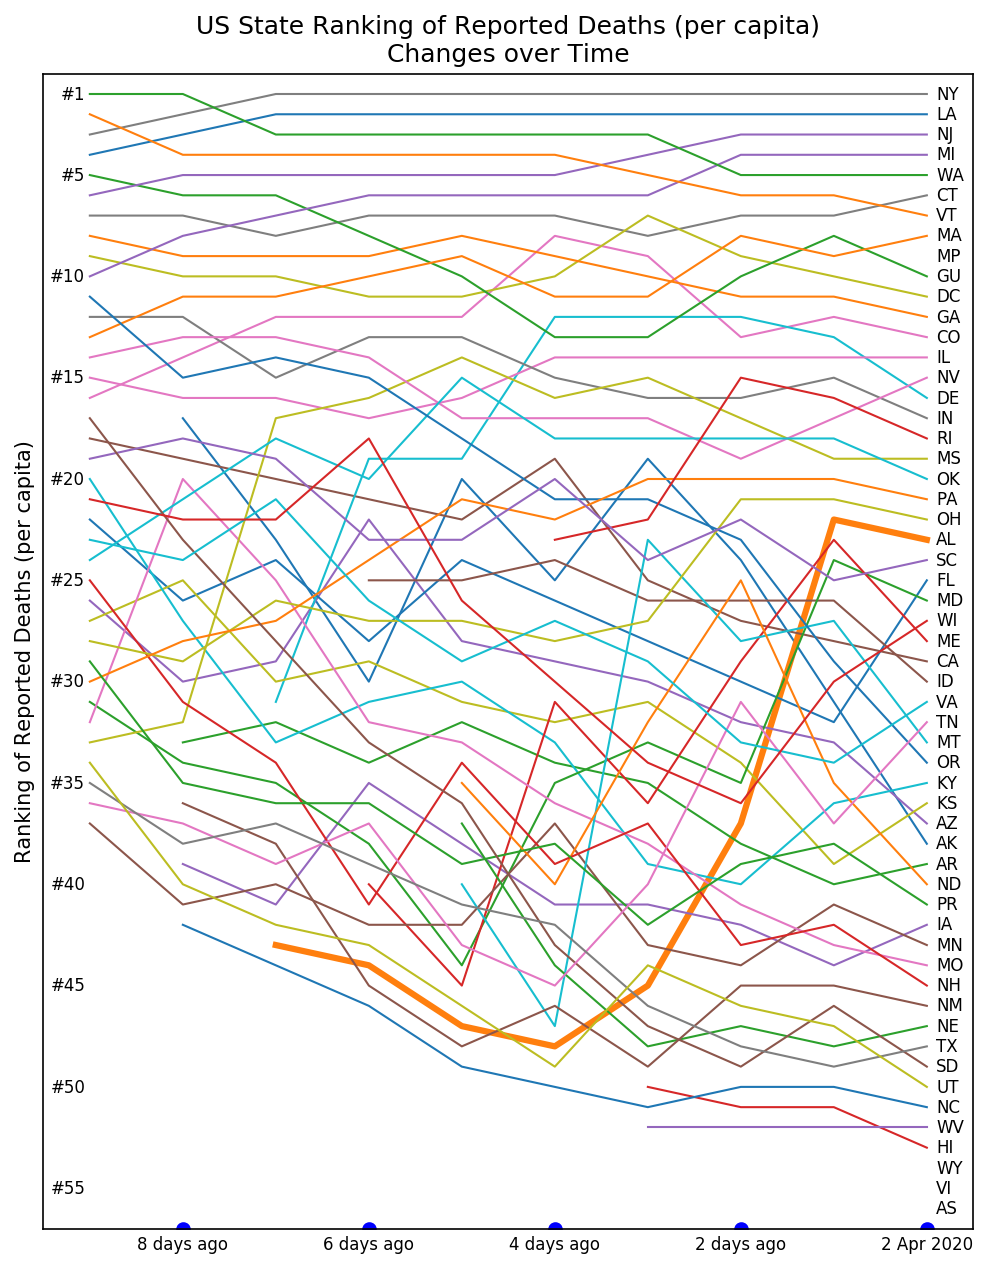 US State Ranking of Reported Deaths (per capita)
Changes over Time
Ranking of Reported Deaths (per capita)
#1
#5
#10
#15
#20
#25
#30
#35
#40
#45
#50
#55
NY
LA
NJ
MI
WA
CT
VT
MA
MP
GU
DC
GA
CO
IL
NV
DE
IN
RI
MS
OK
PA
OH
AL
SC
FL
MD
WI
ME
CA
ID
VA
TN
MT
OR
KY
KS
AZ
AK
AR
ND
PR
IA
MN
MO
NH
NM
NE
TX
SD
UT
NC
WV
HI
WY
VI
AS
8 days ago
6 days ago
4 days ago
2 days ago
2 Apr 2020